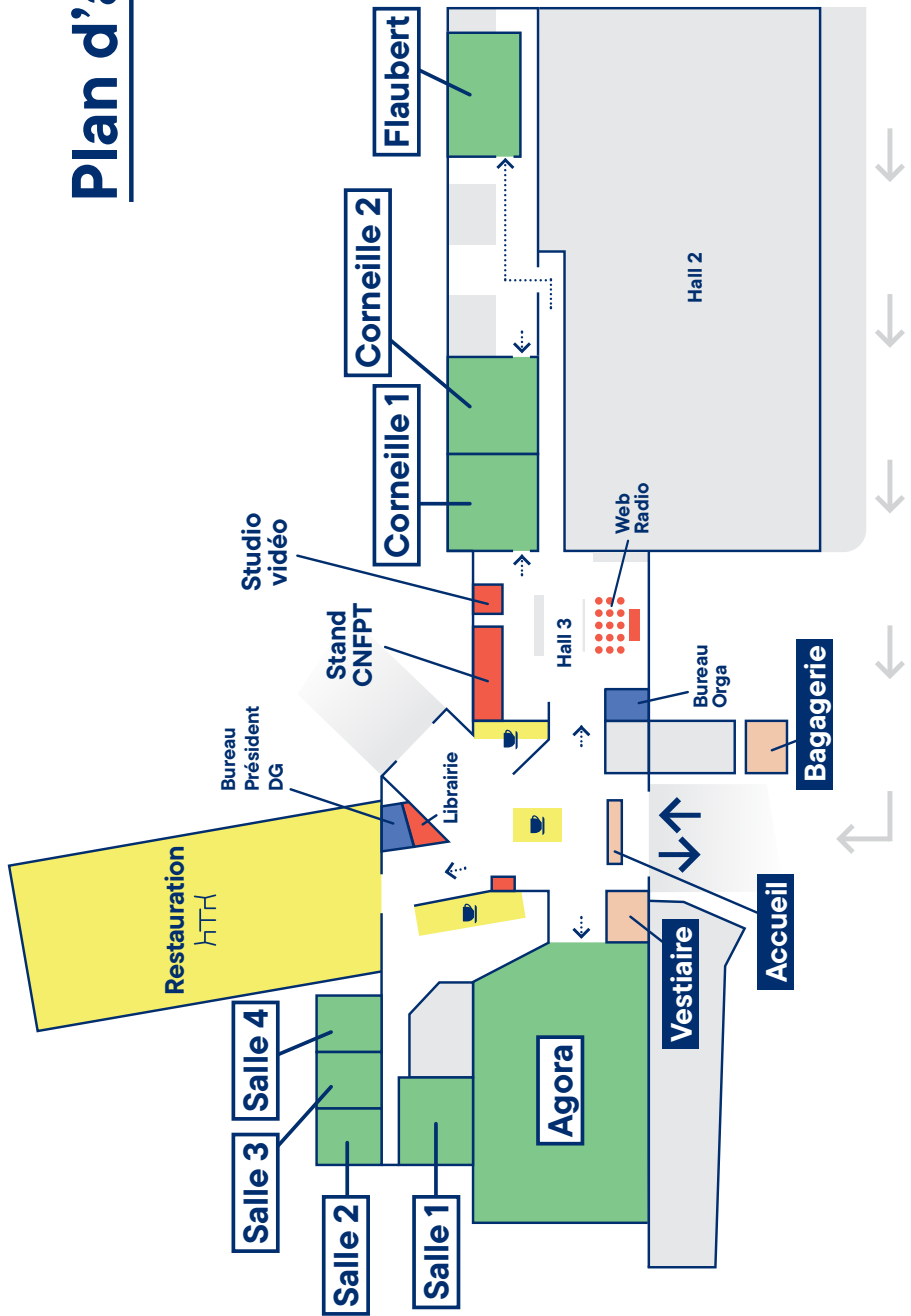 Plan d'a
Restauration
Salle 3
Salle 4
Bureau
Président
DG
Studio
vidéo
Salle 2
Stand
CNFPT
Corneille 2
Corneille 1
Flaubert
Salle 1
Librairie
Agora
Hall 3
Web
Radio
Vestiaire
Bureau
Orga
Hall 2
Accueil
Bagagerie